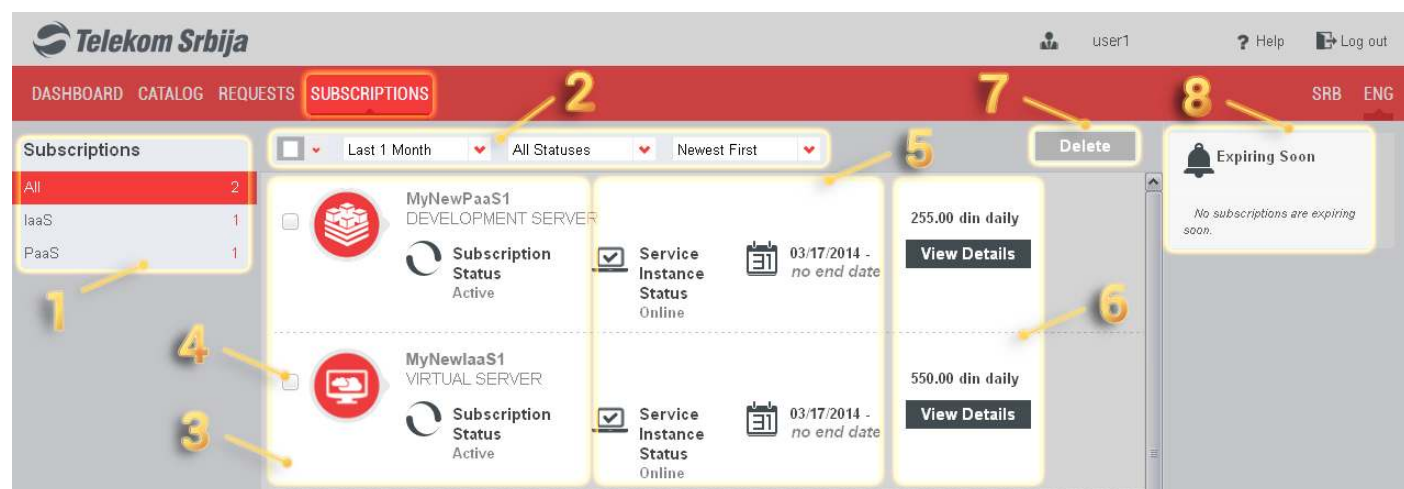 Telekom Srbija
user1
? Help
Log out
DASHBOARD CATALOG REQUESTS SUBSCRIPTIONS
SRB ENG
2
7
8
Subscriptions
All 2
IaaS 1
PaaS 1
1
Last 1 Month
All Statuses
Newest First
5
Delete
Expiring Soon
No subscriptions are expiring
soon.
MyNewPaaS1
DEVELOPMENT SERVER
Subscription
Status
Active
Service
Instance
Status
Online
31
03/17/2014 -
no end date
255.00 din daily
View Details
6
4
3
MyNewIaaS1
VIRTUAL SERVER
Subscription
Status
Active
Service
Instance
Status
Online
31
03/17/2014 -
no end date
550.00 din daily
View Details